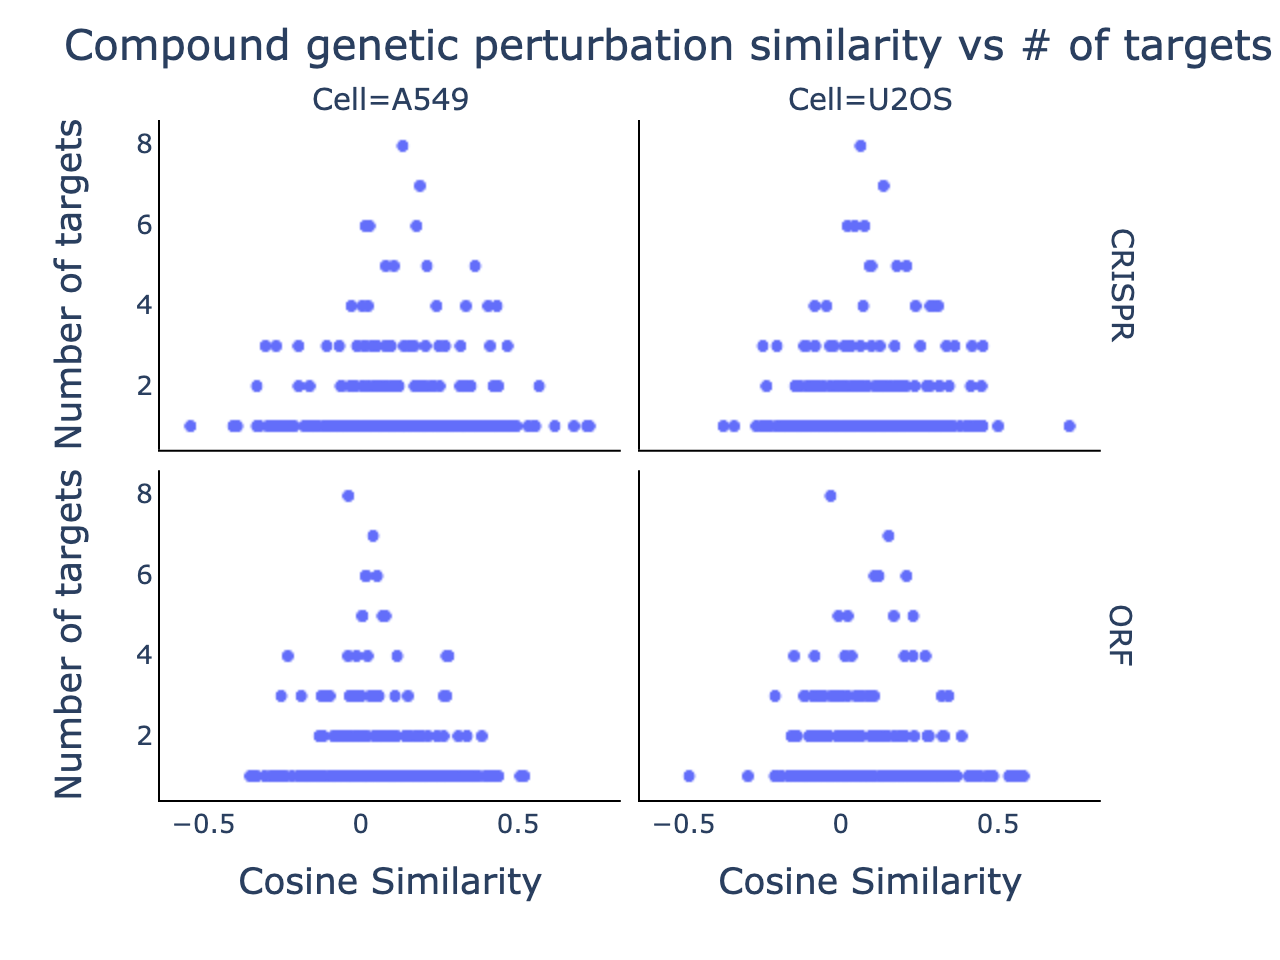 Compound genetic perturbation similarity vs # of targets
Cell=A549
Cell=U2OS
Number of targets
8
6
4
2
CRISPR
Number of targets
8
6
4
2
ORF
−0.5
0
0.5
−0.5
0
0.5
Cosine Similarity
Cosine Similarity